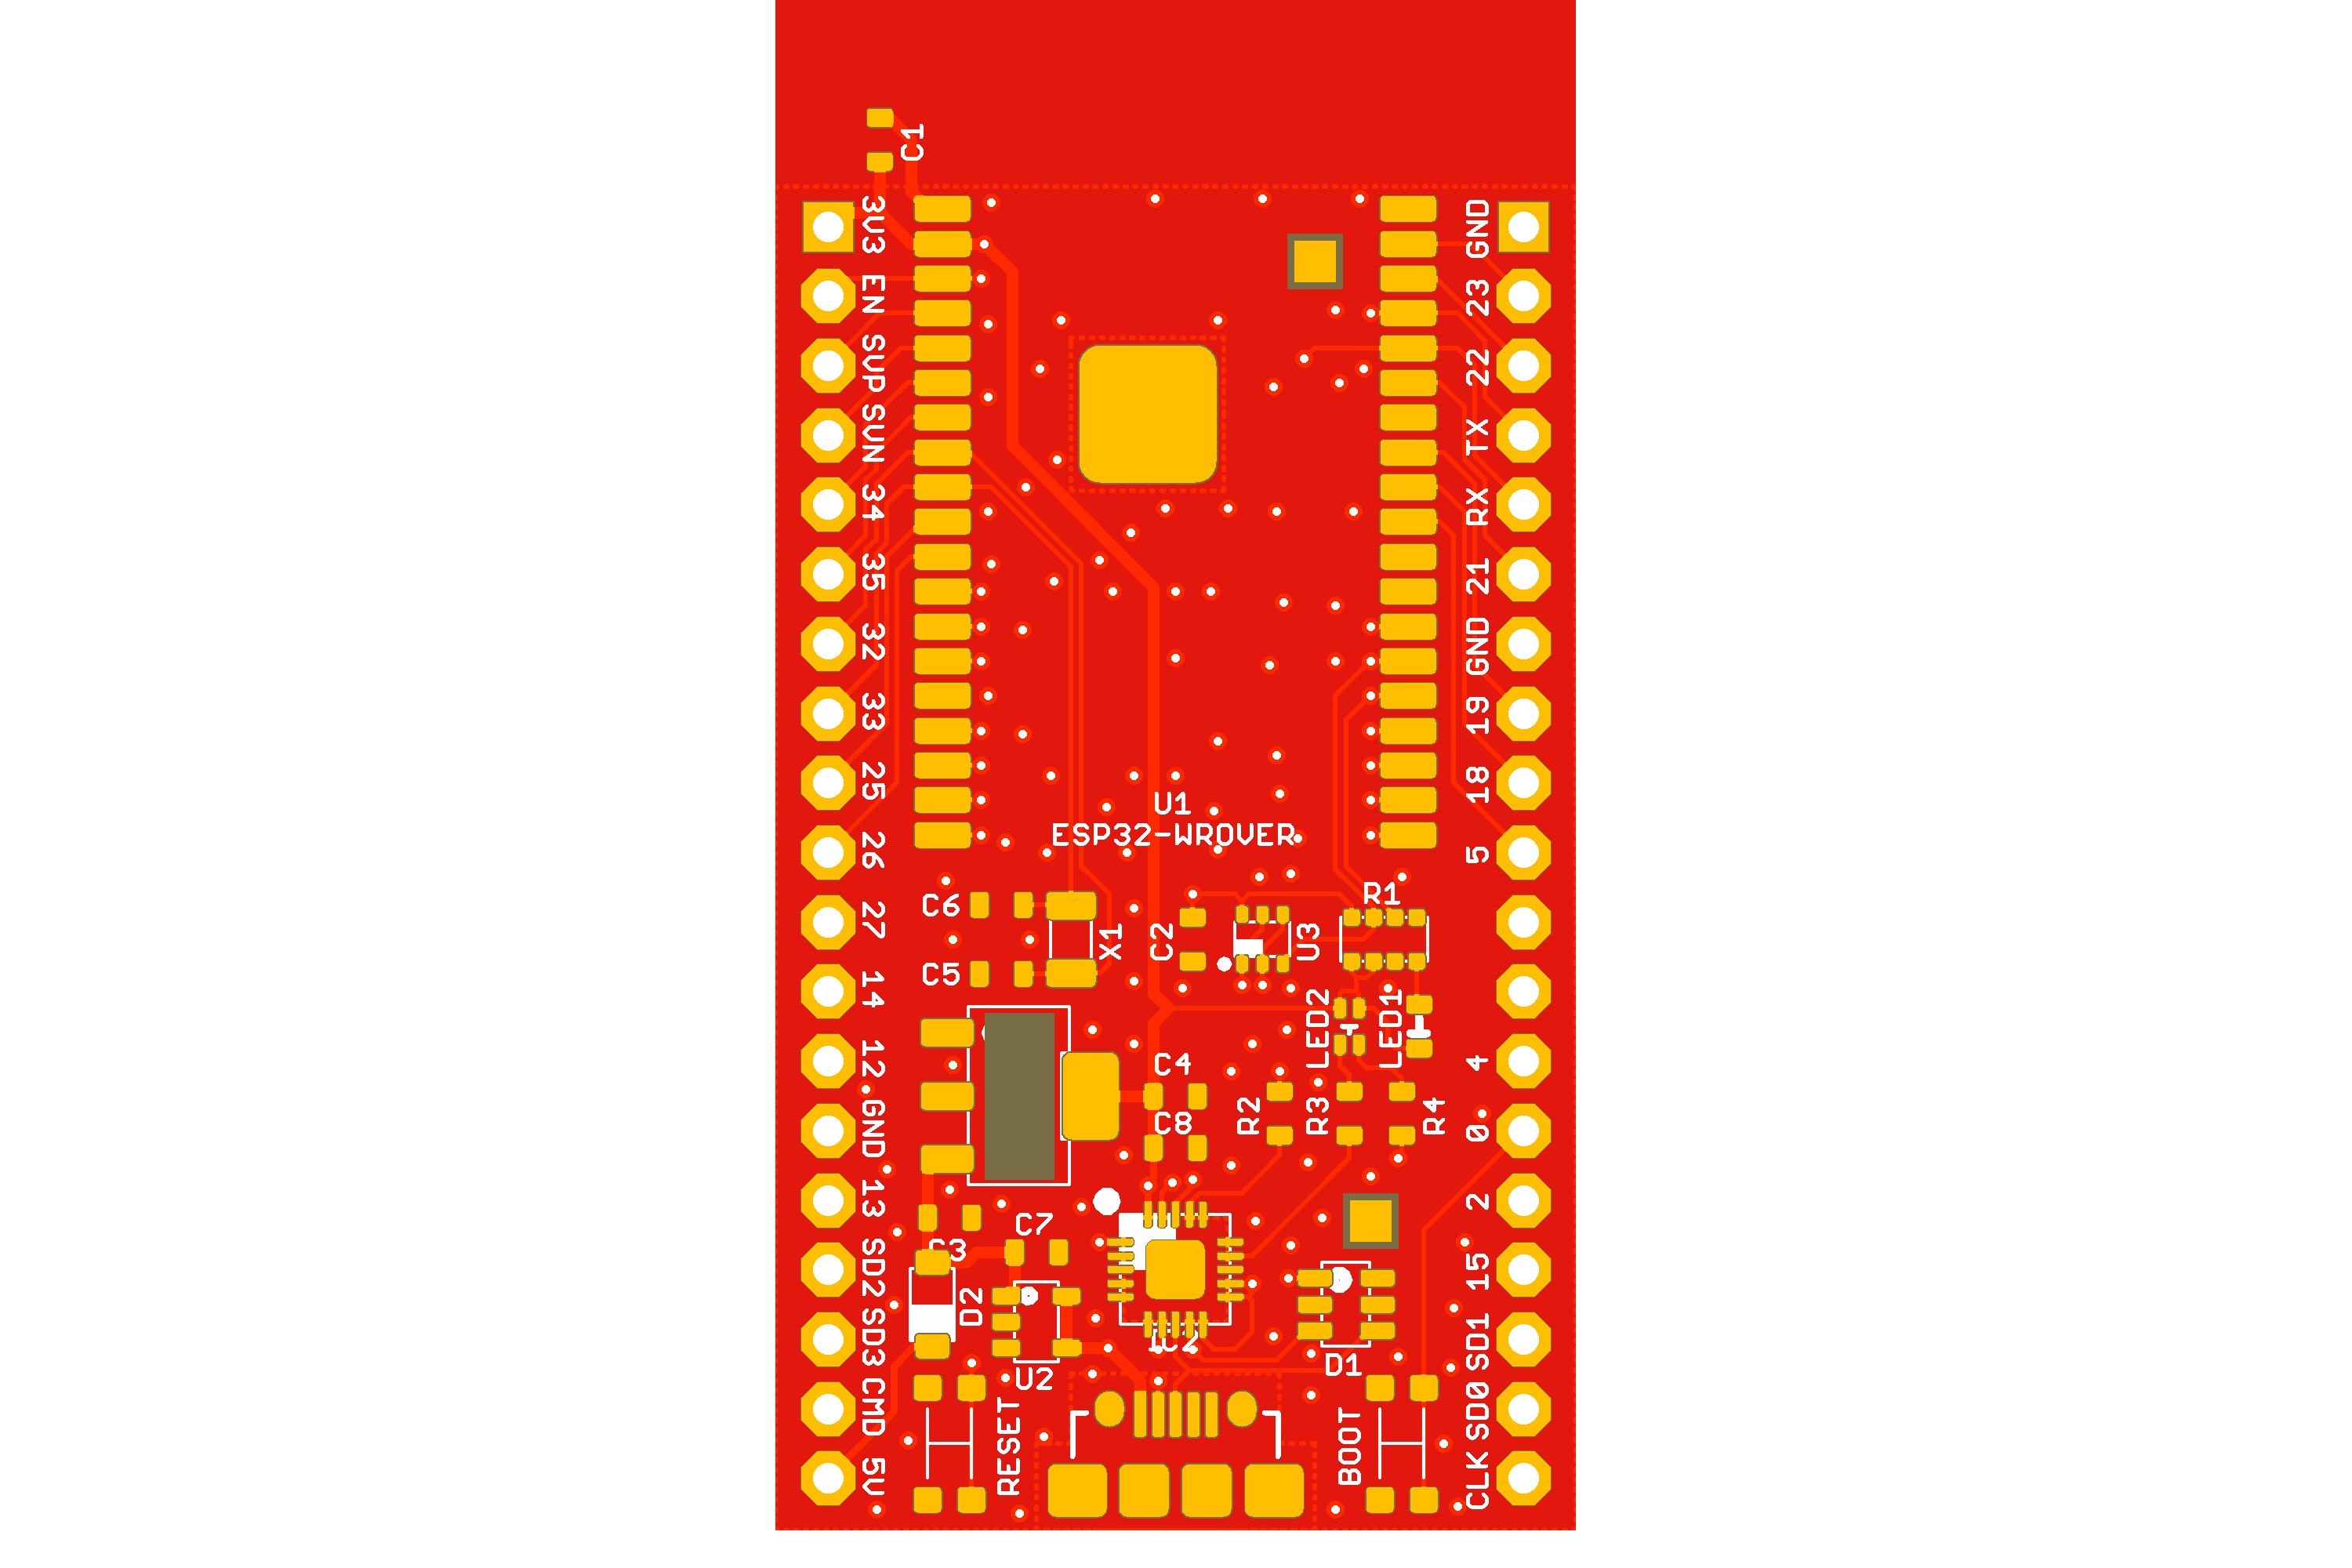 C1
3V3
EN
SVP
SVN
34
35
32
33
25
26
27
14
12
GND
13
SD2
SD3
CMD
5V
GND
23
22
TX
RX
21
GND
19
18
5
4
0
2
15
SD1
SD0
CLK
U1
ESP32-WROVER
C6
C5
X1
C2
U3
R1
LED2
LED1
C4
C8
R2
R3
R4
C7
C3
D2
U2
IC2
D1
RESET
BOOT